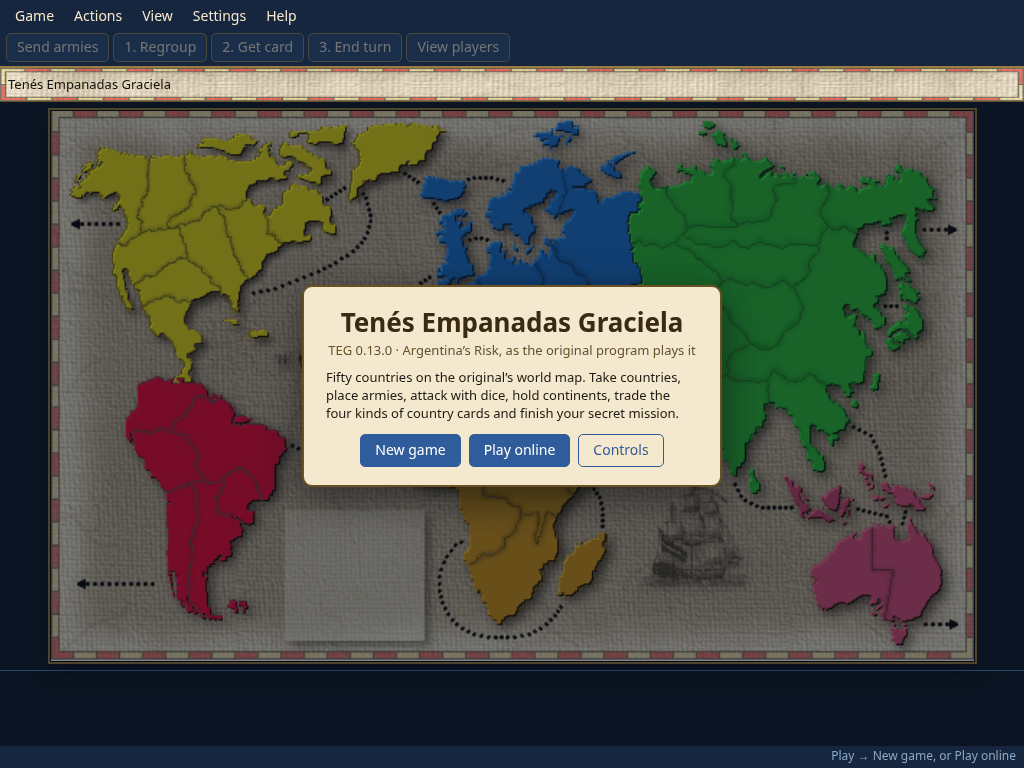 Game Actions View Settings Help
Send armies 1. Regroup 2. Get card 3. End turn View players
Tenés Empanadas Graciela
Tenés Empanadas Graciela
TEG 0.13.0 · Argentina’s Risk, as the original program plays it
Fifty countries on the original’s world map. Take countries,
place armies, attack with dice, hold continents, trade the
four kinds of country cards and finish your secret mission.
New game Play online Controls
Play → New game, or Play online